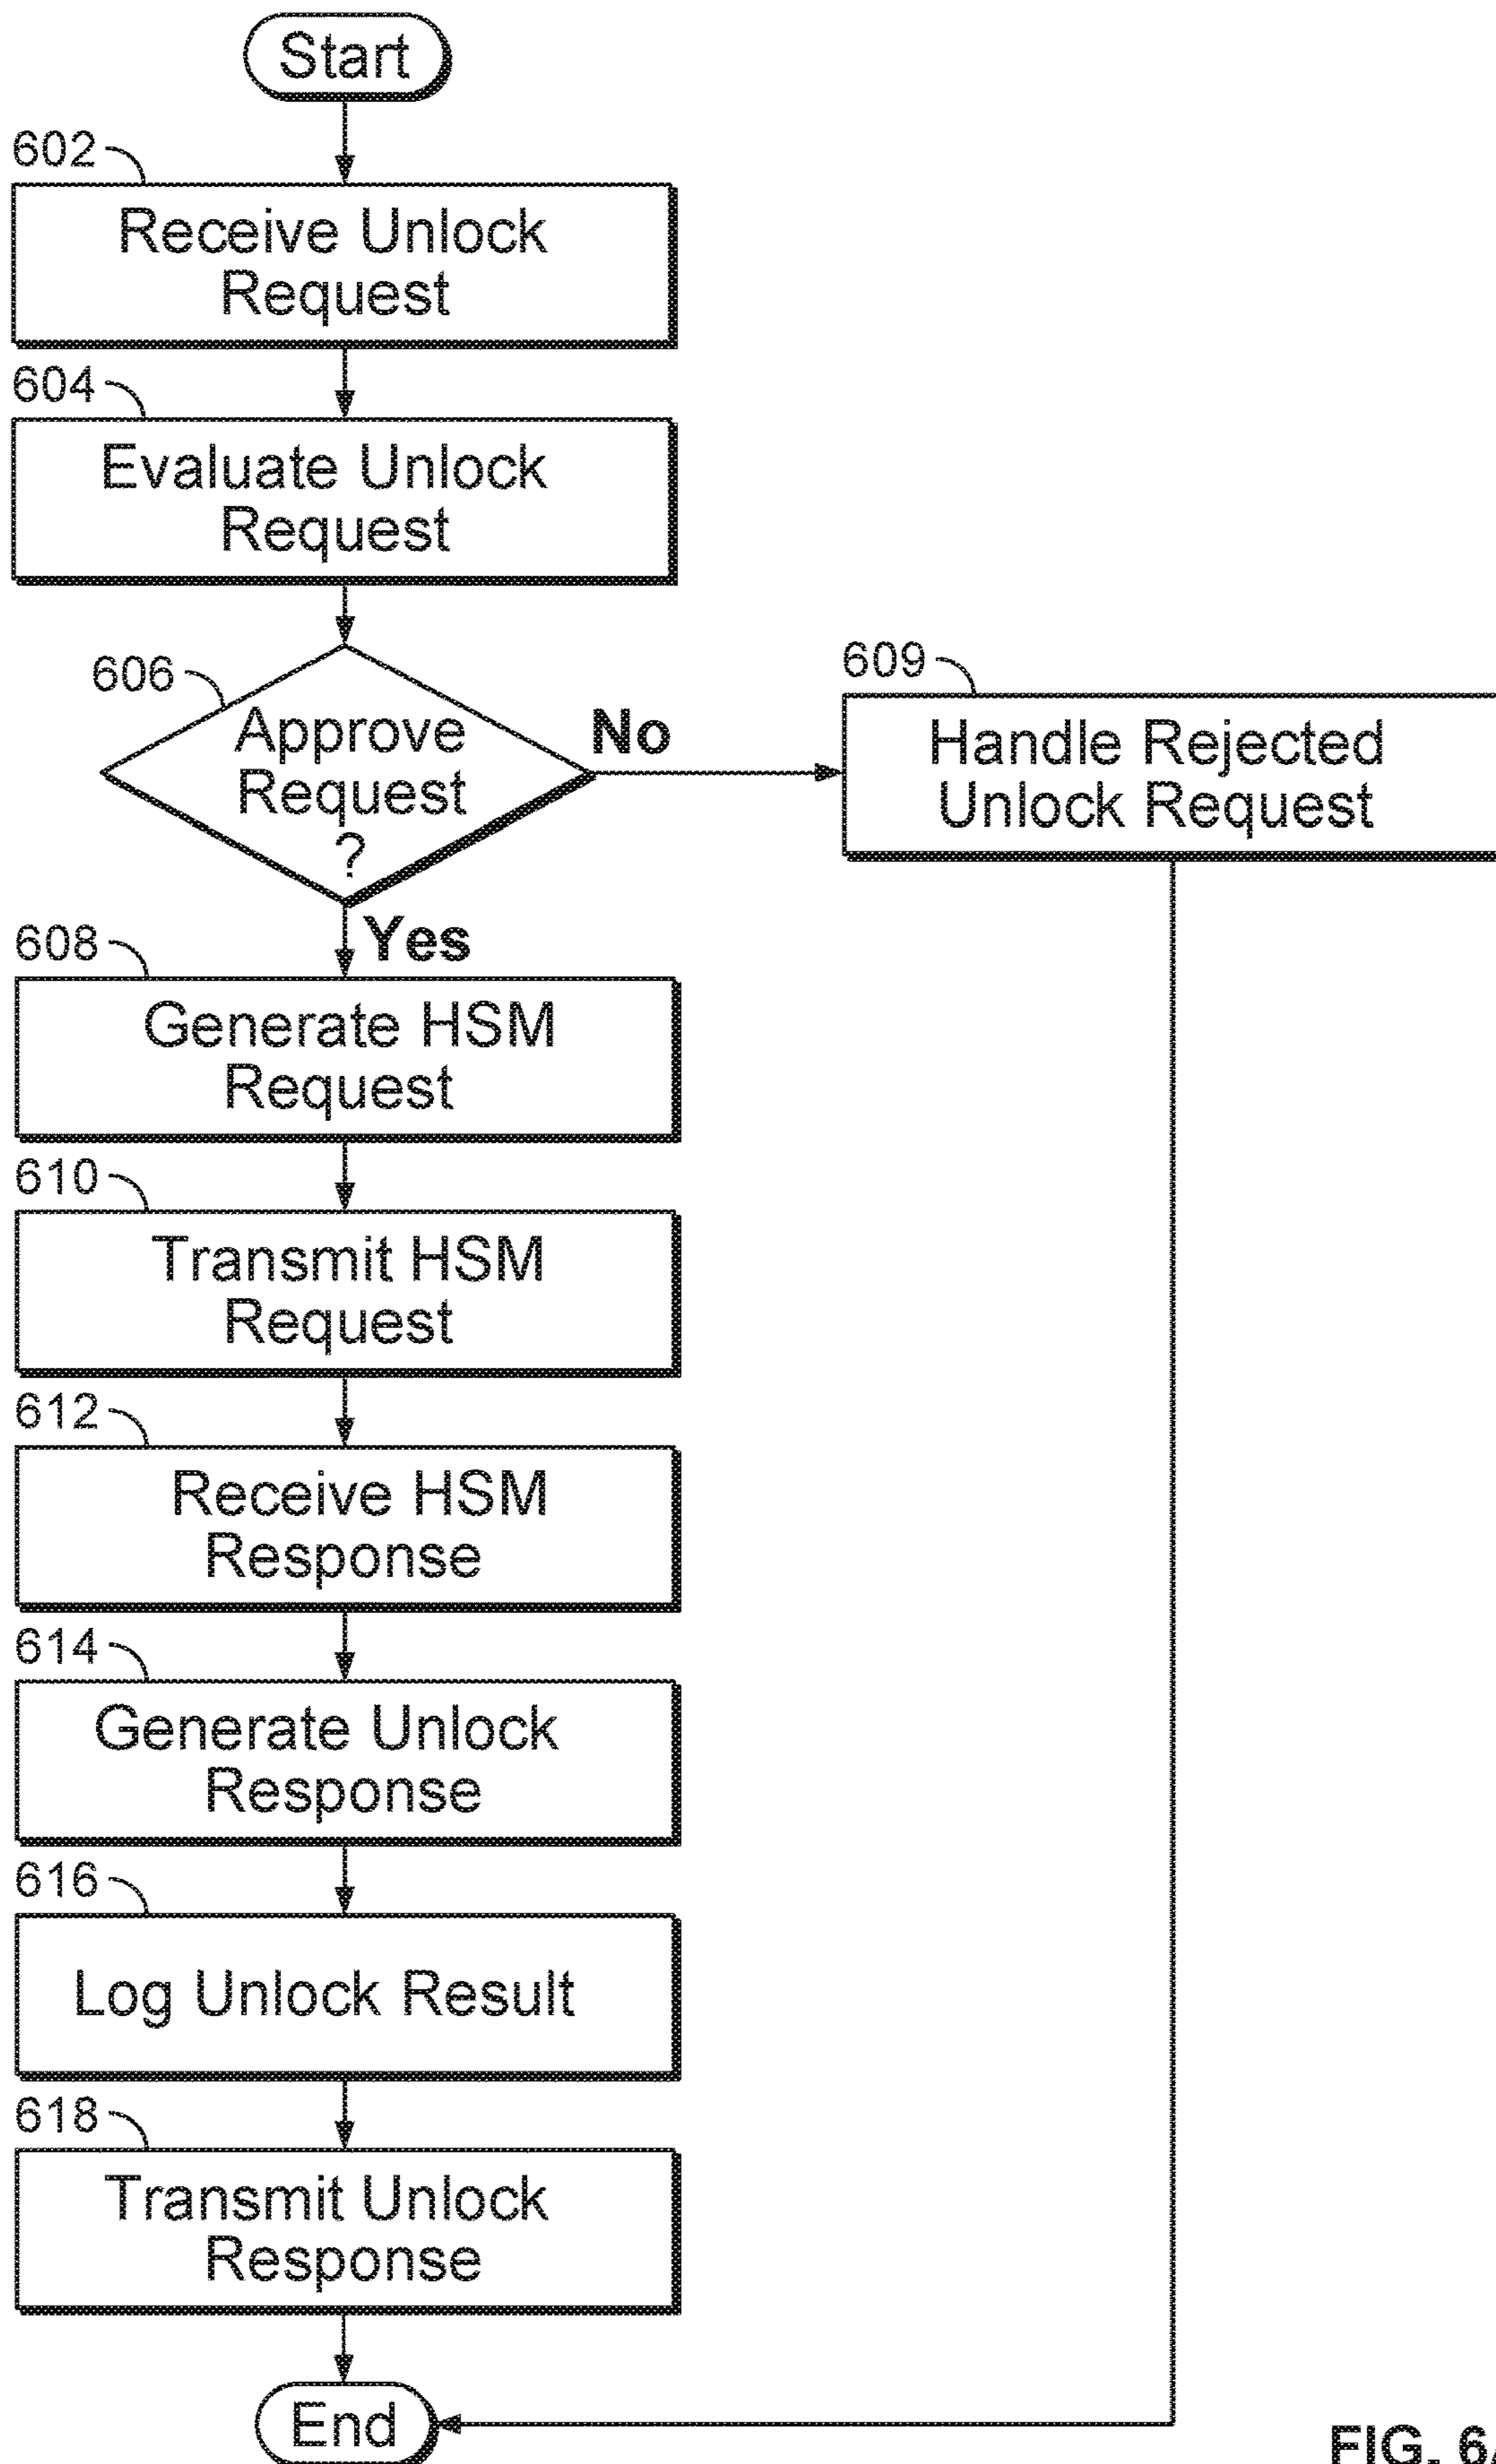 Start
602
Receive Unlock
Request
604
Evaluate Unlock
Request
606
Approve
Request
?
No
609
Handle Rejected
Unlock Request
Yes
608
Generate HSM
Request
610
Transmit HSM
Request
612
Receive HSM
Response
614
Generate Unlock
Response
616
Log Unlock Result
618
Transmit Unlock
Response
End
FIG.